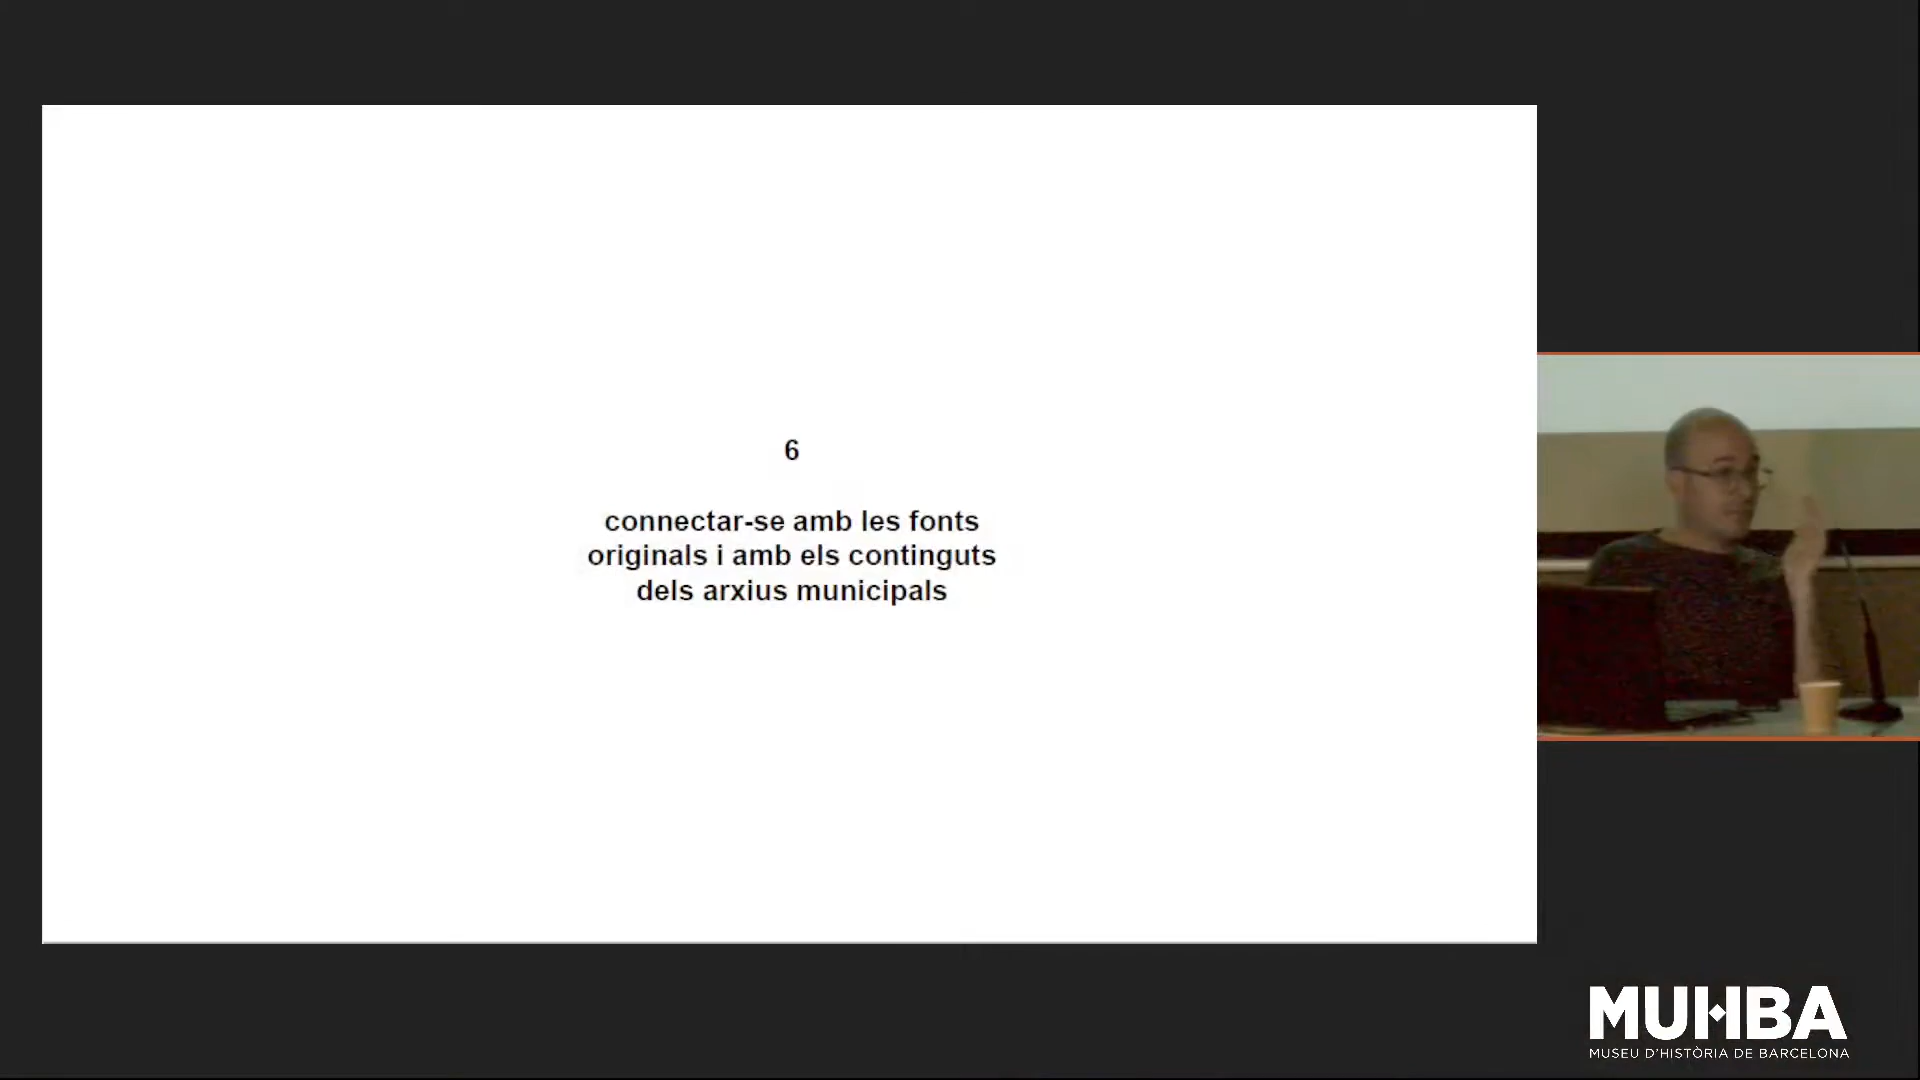 6
connectar-se amb les fonts
originals i amb els continguts
dels arxius municipals
MUHBA
MUSEU D'HISTÒRIA DE BARCELONA